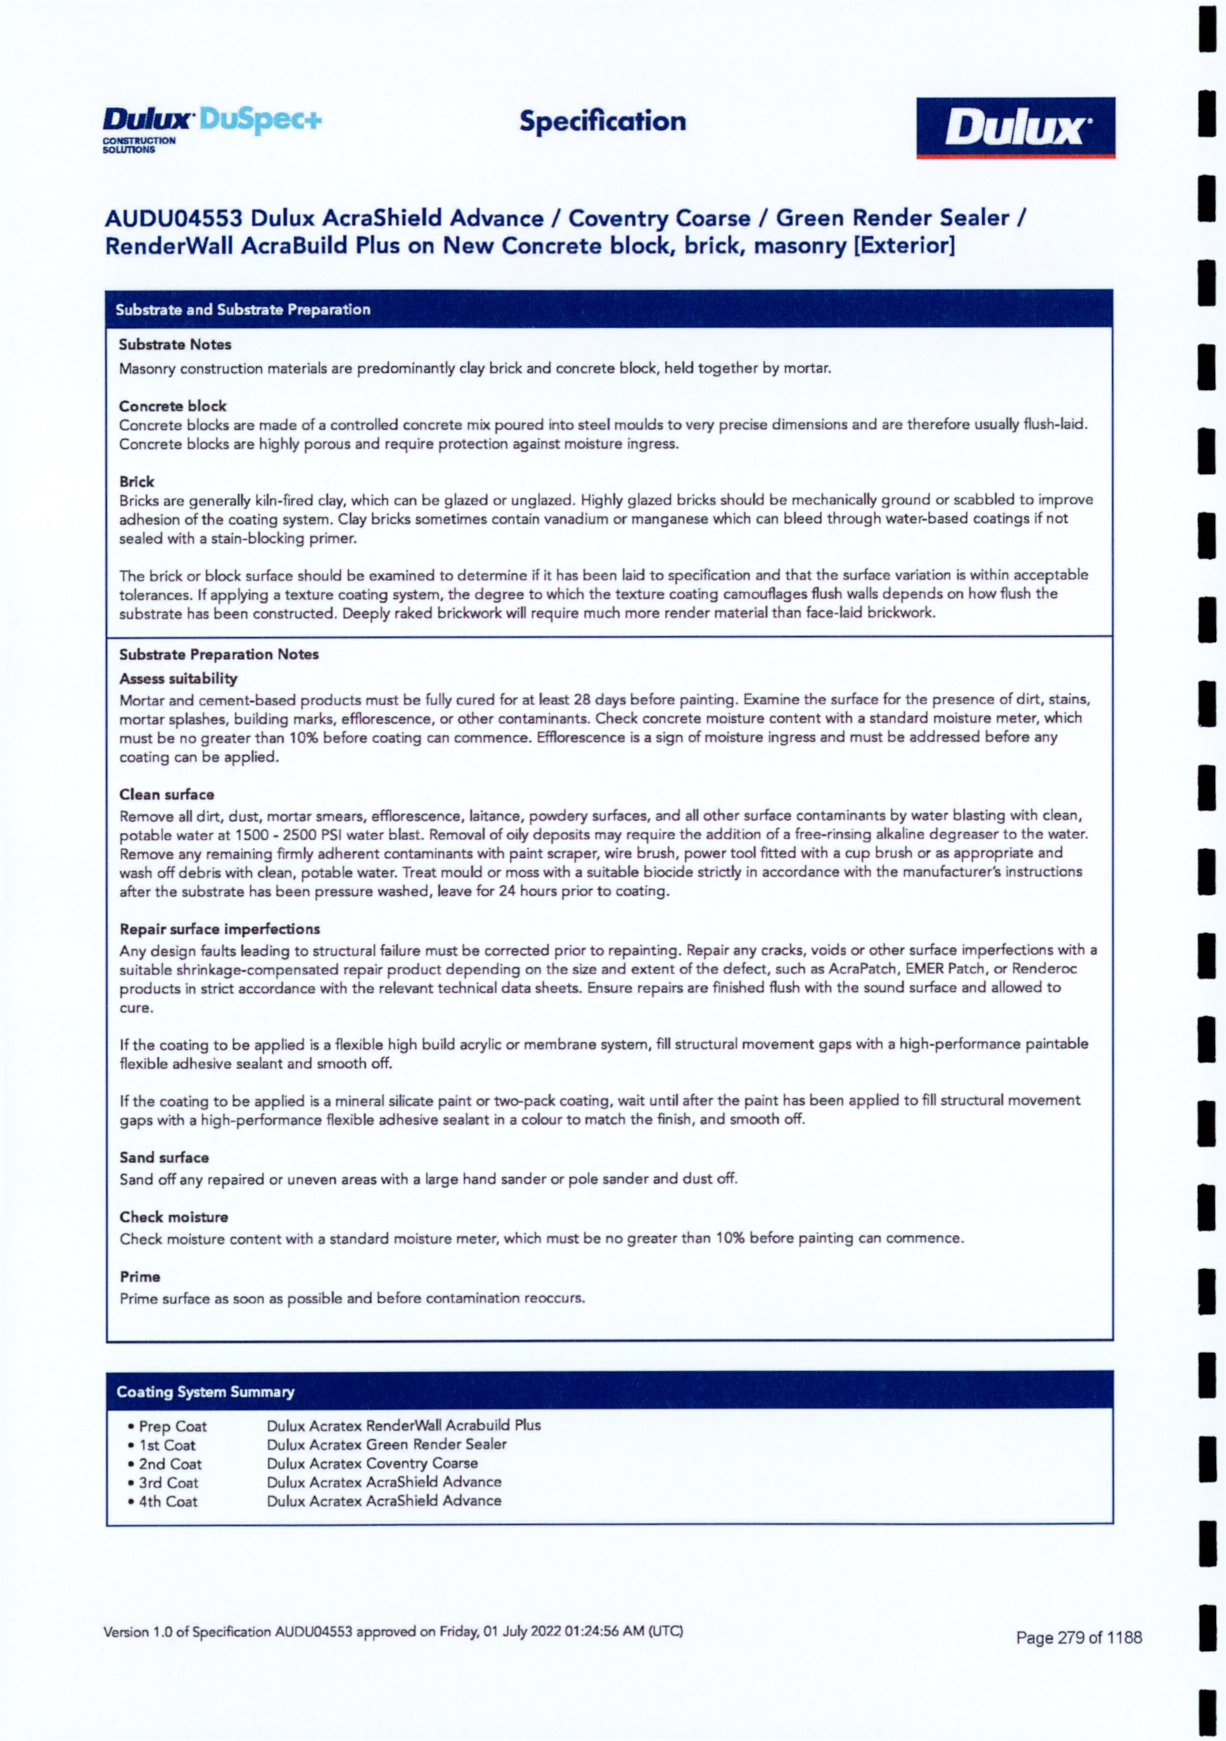 Dulux DuSpec+
CONSTRUCTION
SOLUTIONS
Specification
Dulux
AUDU04553 Dulux AcraShield Advance / Coventry Coarse / Green Render Sealer /
RenderWall AcraBuild Plus on New Concrete block, brick, masonry [Exterior]
Substrate and Substrate Preparation
Substrate Notes
Masonry construction materials are predominantly clay brick and concrete block, held together by mortar.
Concrete block
Concrete blocks are made of a controlled concrete mix poured into steel moulds to very precise dimensions and are therefore usually flush-laid.
Concrete blocks are highly porous and require protection against moisture ingress.
Brick
Bricks are generally kiln-fired clay, which can be glazed or unglazed. Highly glazed bricks should be mechanically ground or scabbled to improve
adhesion of the coating system. Clay bricks sometimes contain vanadium or manganese which can bleed through water-based coatings if not
sealed with a stain-blocking primer.
The brick or block surface should be examined to determine if it has been laid to specification and that the surface variation is within acceptable
tolerances. If applying a texture coating system, the degree to which the texture coating camouflages flush walls depends on how flush the
substrate has been constructed. Deeply raked brickwork will require much more render material than face-laid brickwork.
Substrate Preparation Notes
Assess suitability
Mortar and cement-based products must be fully cured for at least 28 days before painting. Examine the surface for the presence of dirt, stains,
mortar splashes, building marks, efflorescence, or other contaminants. Check concrete moisture content with a standard moisture meter, which
must be no greater than 10% before coating can commence. Efflorescence is a sign of moisture ingress and must be addressed before any
coating can be applied.
Clean surface
Remove all dirt, dust, mortar smears, efflorescence, laitance, powdery surfaces, and all other surface contaminants by water blasting with clean,
potable water at 1500 - 2500 PSI water blast. Removal of oily deposits may require the addition of a free-rinsing alkaline degreaser to the water.
Remove any remaining firmly adherent contaminants with paint scraper, wire brush, power tool fitted with a cup brush or as appropriate and
wash off debris with clean, potable water. Treat mould or moss with a suitable biocide strictly in accordance with the manufacturer's instructions
after the substrate has been pressure washed, leave for 24 hours prior to coating.
Repair surface imperfections
Any design faults leading to structural failure must be corrected prior to repainting. Repair any cracks, voids or other surface imperfections with a
suitable shrinkage-compensated repair product depending on the size and extent of the defect, such as AcraPatch, EMER Patch, or Renderoc
products in strict accordance with the relevant technical data sheets. Ensure repairs are finished flush with the sound surface and allowed to
cure.
If the coating to be applied is a flexible high build acrylic or membrane system, fill structural movement gaps with a high-performance paintable
flexible adhesive sealant and smooth off.
If the coating to be applied is a mineral silicate paint or two-pack coating, wait until after the paint has been applied to fill structural movement
gaps with a high-performance flexible adhesive sealant in a colour to match the finish, and smooth off.
Sand surface
Sand off any repaired or uneven areas with a large hand sander or pole sander and dust off.
Check moisture
Check moisture content with a standard moisture meter, which must be no greater than 10% before painting can commence.
Prime
Prime surface as soon as possible and before contamination reoccurs.
Coating System Summary
• Prep Coat Dulux Acratex RenderWall Acrabuild Plus
• 1st Coat Dulux Acratex Green Render Sealer
• 2nd Coat Dulux Acratex Coventry Coarse
• 3rd Coat Dulux Acratex AcraShield Advance
• 4th Coat Dulux Acratex AcraShield Advance
Version 1.0 of Specification AUDU04553 approved on Friday, 01 July 2022 01:24:56 AM (UTC)
Page 279 of 1188